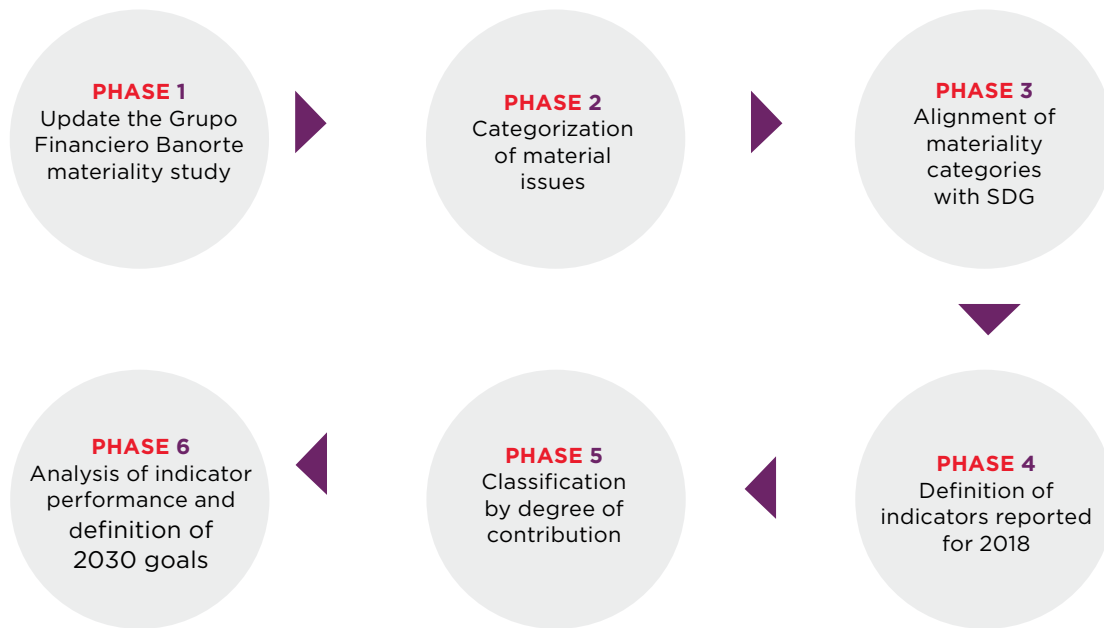 PHASE 1
Update the Grupo
Financiero Banorte
materiality study
PHASE 2
Categorization
of material
issues
PHASE 3
Alignment of
materiality
categories
with SDG
PHASE 4
Definition of
indicators reported
for 2018
PHASE 5
Classification
by degree of
contribution
PHASE 6
Analysis of indicator
performance and
definition of
2030 goals